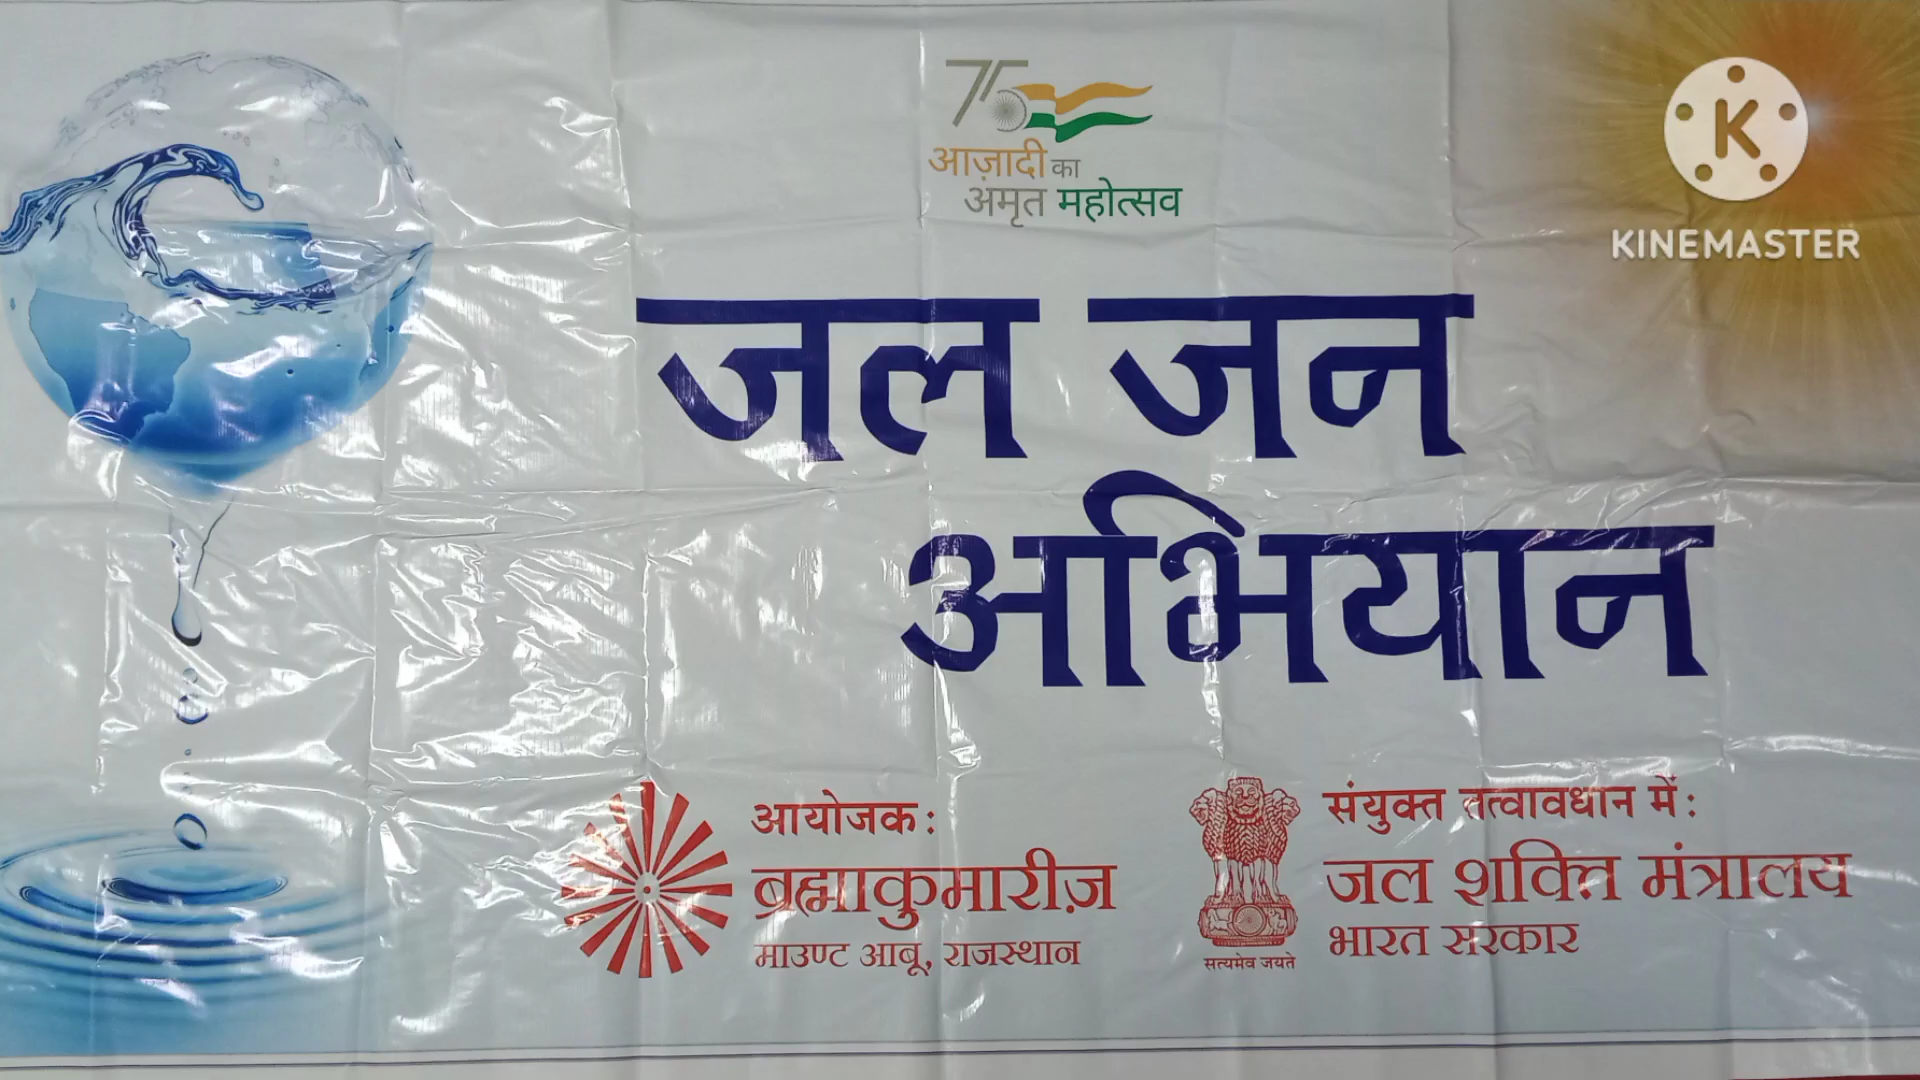 75
आज़ादी का
अमृत महोत्सव
K
KINEMASTER
जल जन
अभियान
आयोजक:
ब्रह्माकुमारीज़
माउण्ट आबू, राजस्थान
संयुक्त तत्वावधान में:
जल शक्ति मंत्रालय
भारत सरकार
सत्यमेव जयते